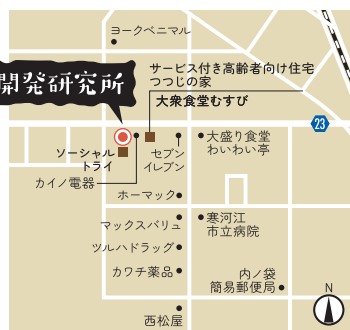 ヨークベニマル
開発研究所
サービス付き高齢者向け住宅
つつじの家
大衆食堂むすび
23
ソーシャル
トライ
セブン
イレブン
大盛り食堂
わいわい亭
カイノ電器
ホーマック
マックスバリュ
寒河江
市立病院
ツルハドラッグ
カワチ薬品
内ノ袋
簡易郵便局
N
西松屋